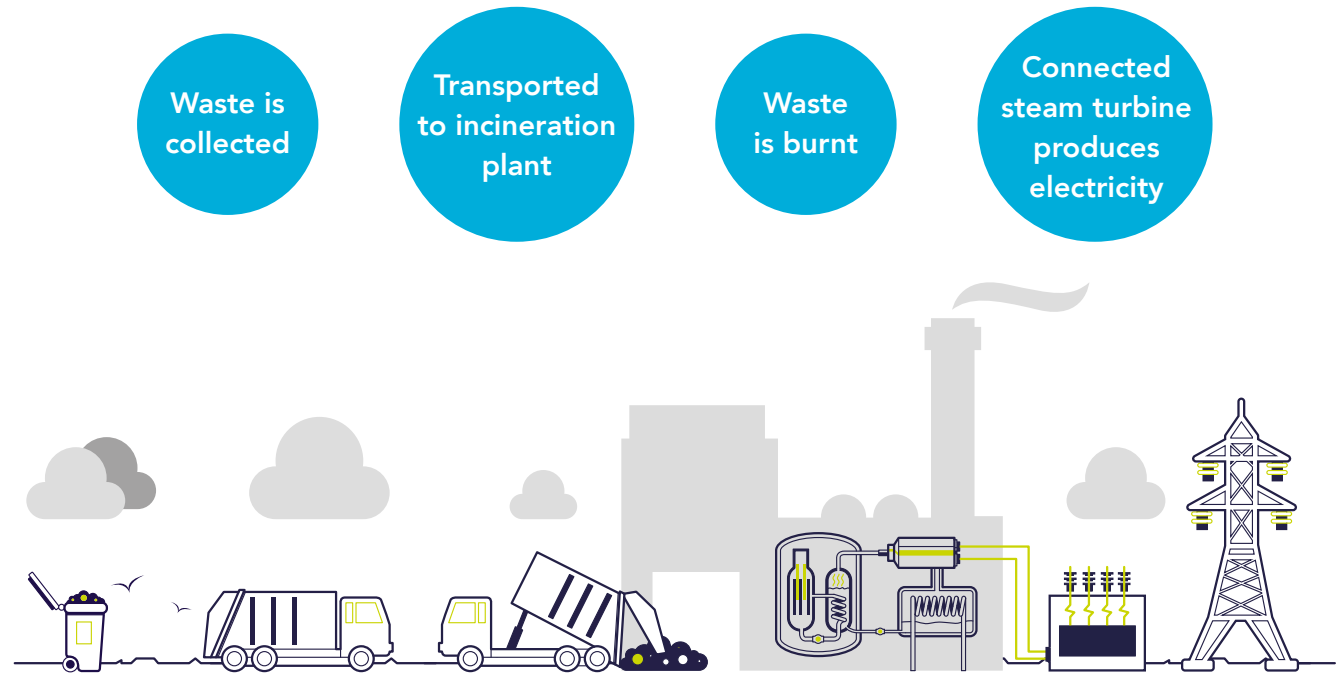 Waste is
collected
Transported
to incineration
plant
Waste
is burnt
Connected
steam turbine
produces
electricity